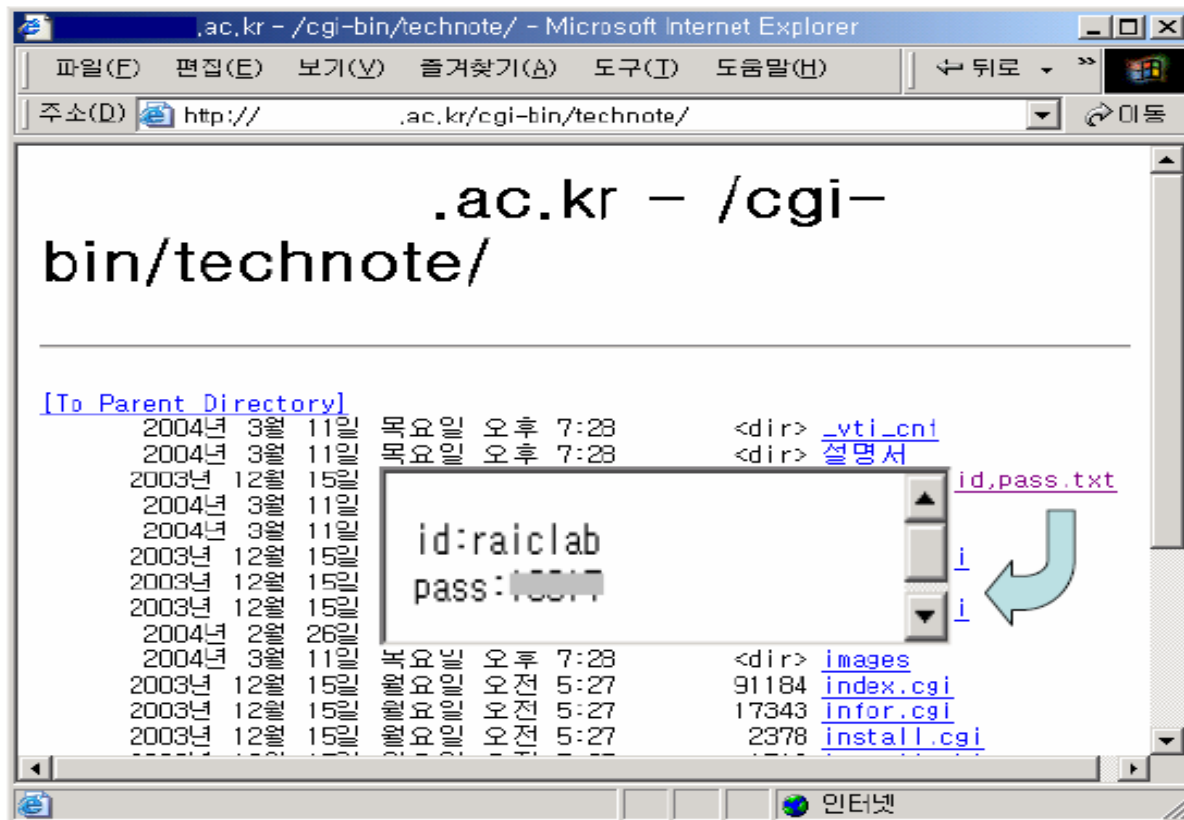 .ac.kr - /cgi-bin/technote/ - Microsoft Internet Explorer
파일(F) 편집(E) 보기(V) 즐겨찾기(A) 도구(T) 도움말(H) 뒤로
주소(D) http:// .ac.kr/cgi-bin/technote/ 이동
.ac.kr - /cgi-
bin/technote/
[To Parent Directory]
2004년 3월 11일 목요일 오후 7:28 <dir> _vti_cnf
2004년 3월 11일 목요일 오후 7:28 <dir> 설명서
2003년 12월 15일 id,pass.txt
2004년 3월 11일
2004년 3월 11일
id:raiclab
2003년 12월 15일 i
2003년 12월 15일
pass:
2003년 12월 15일 i
2004년 2월 26일
2004년 3월 11일 목요일 오후 7:28 <dir> images
2003년 12월 15일 월요일 오전 5:27 91184 index.cgi
2003년 12월 15일 월요일 오전 5:27 17343 infor.cgi
2003년 12월 15일 월요일 오전 5:27 2378 install.cgi
인터넷